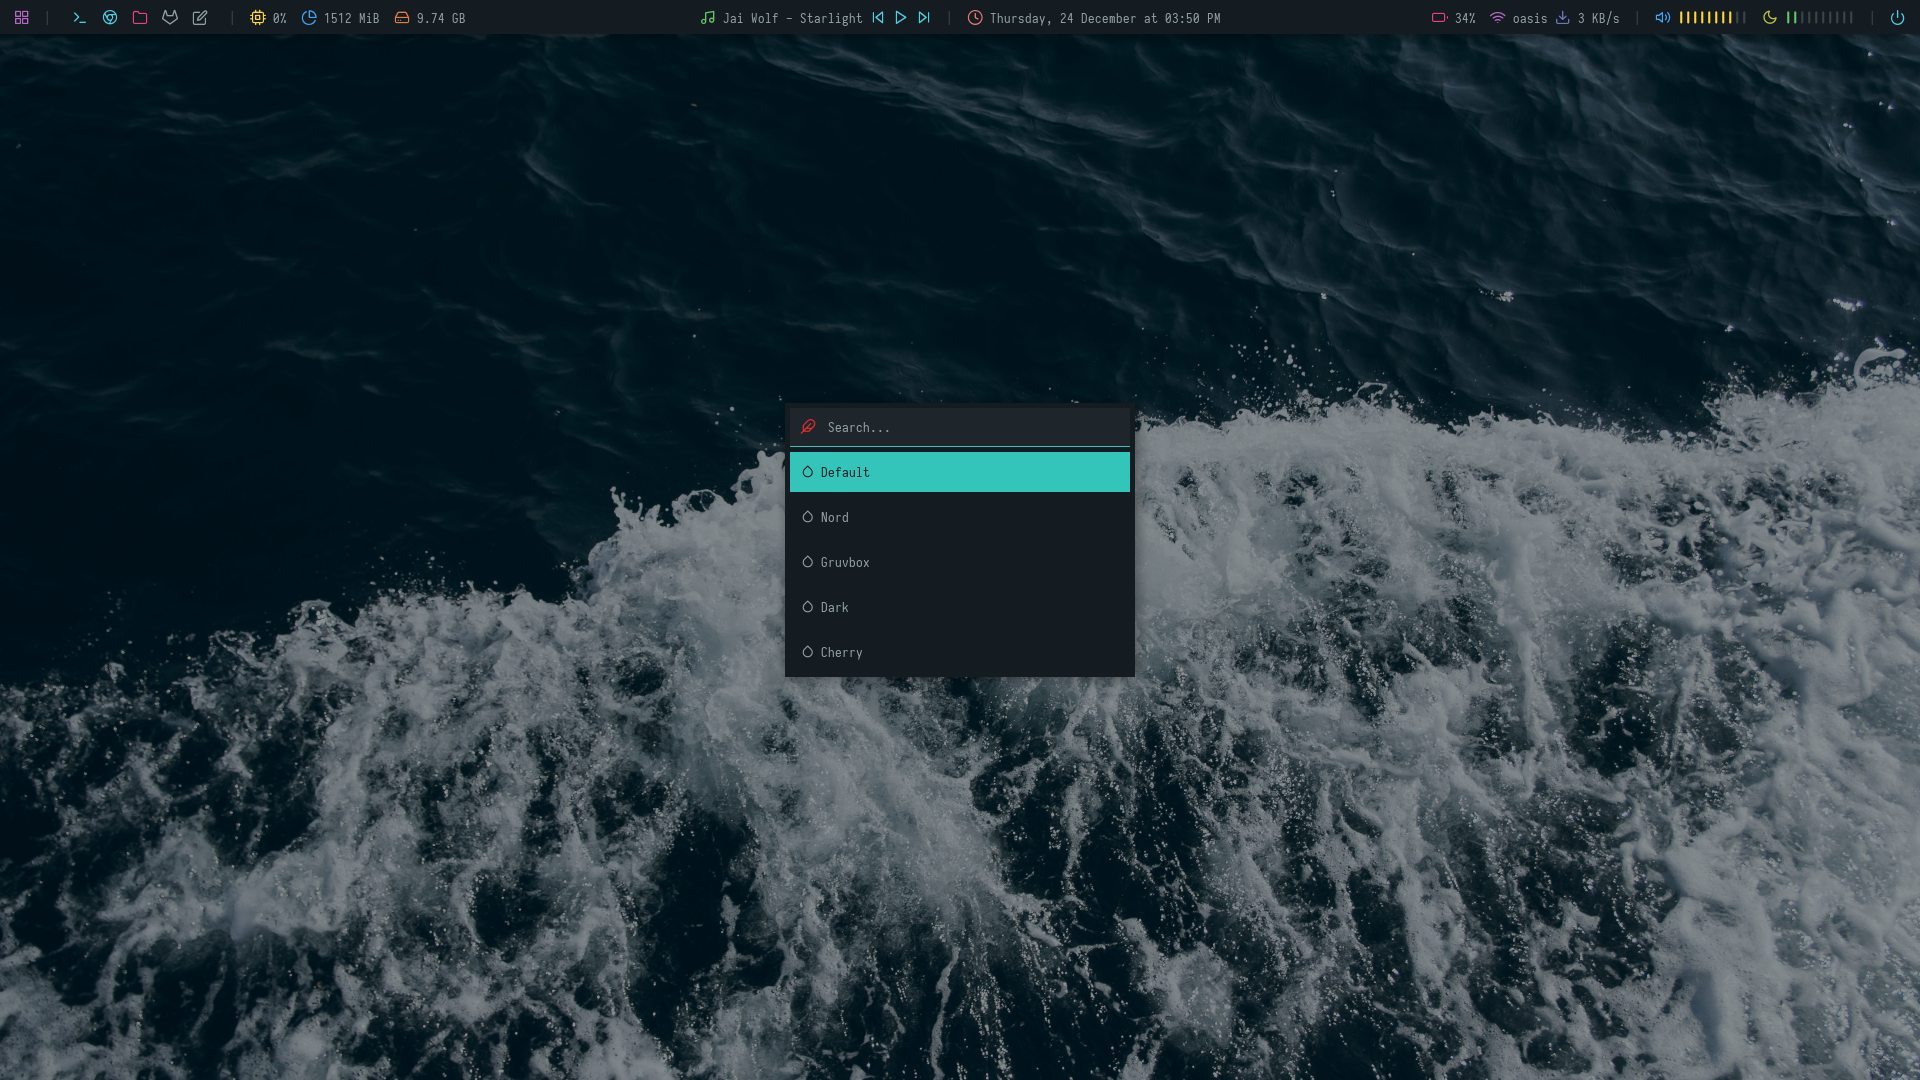 0% 1512 MiB 9.74 GB Jai Wolf - Starlight Thursday, 24 December at 03:50 PM 34% oasis 3 KB/s
Search...
Default
Nord
Gruvbox
Dark
Cherry